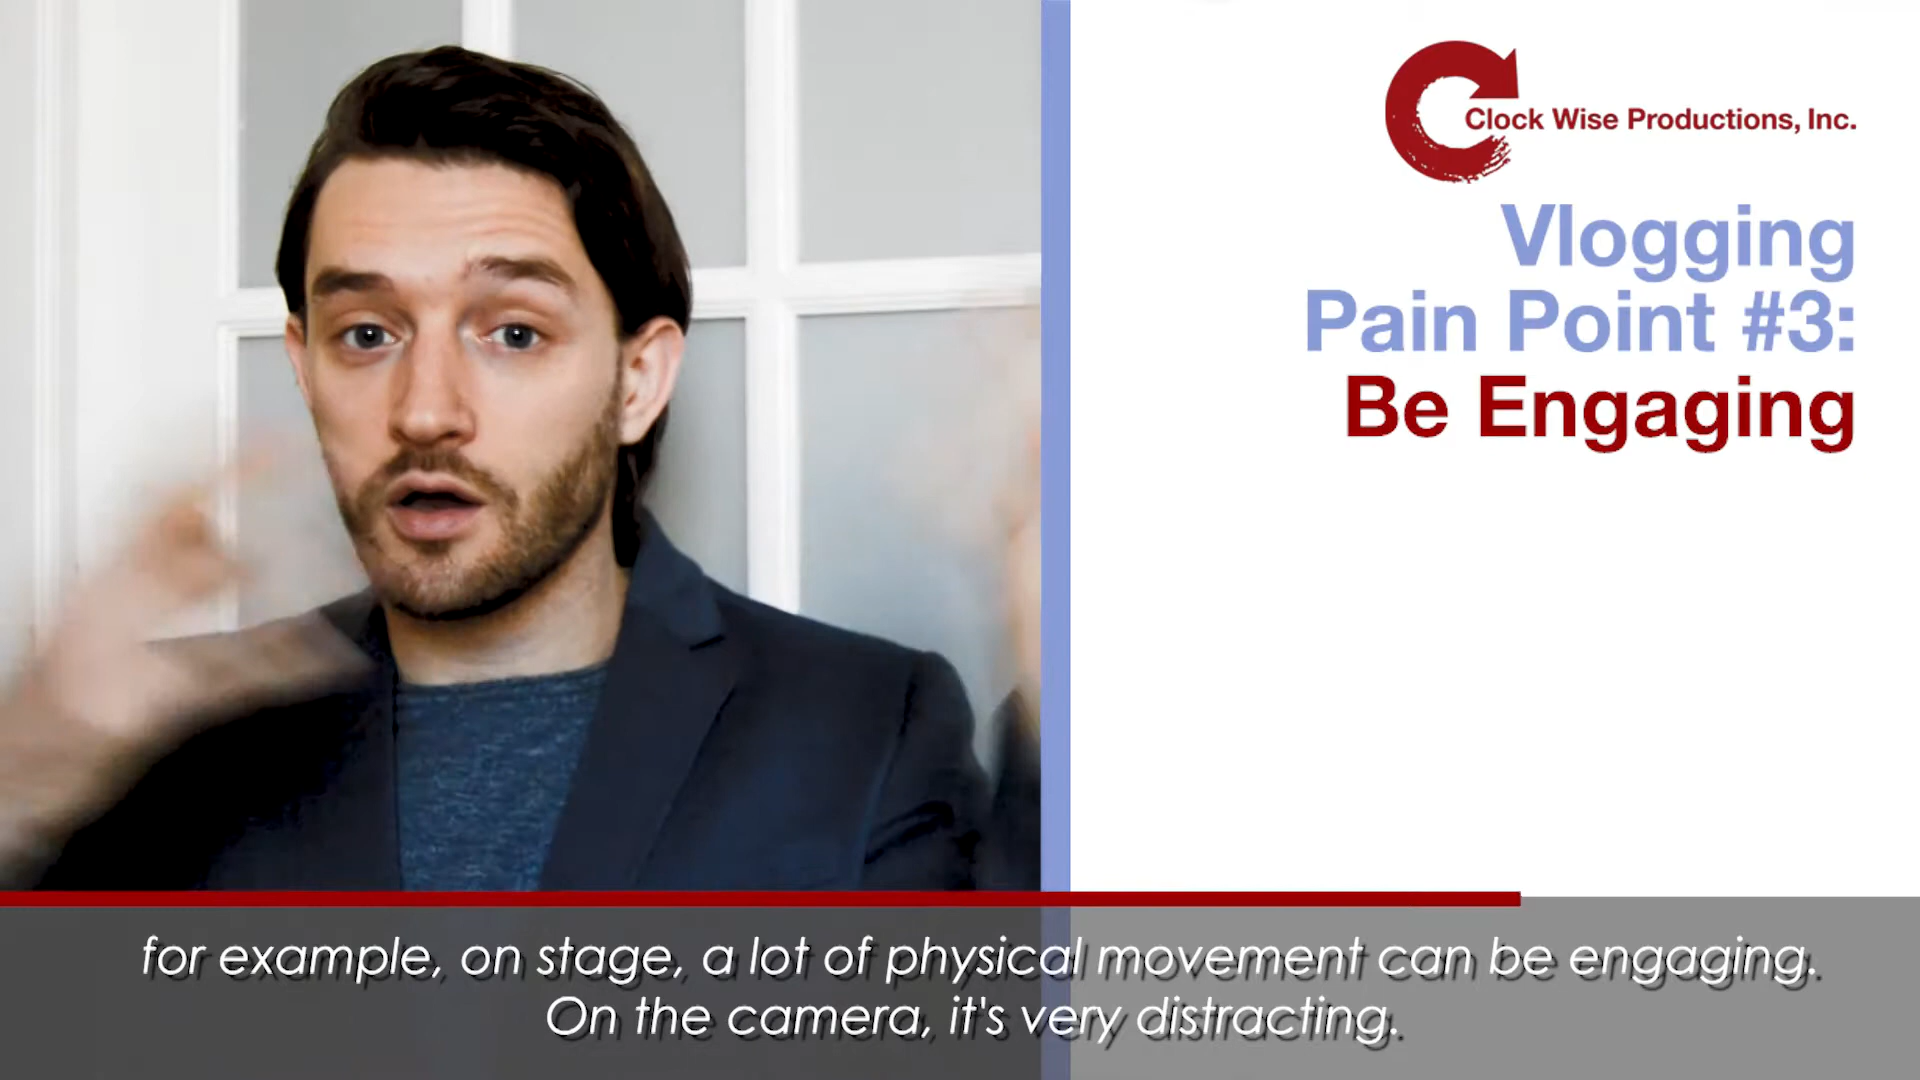 Clock Wise Productions, Inc.
Vlogging
Pain Point #3:
Be Engaging
for example, on stage, a lot of physical movement can be engaging.
On the camera, it's very distracting.